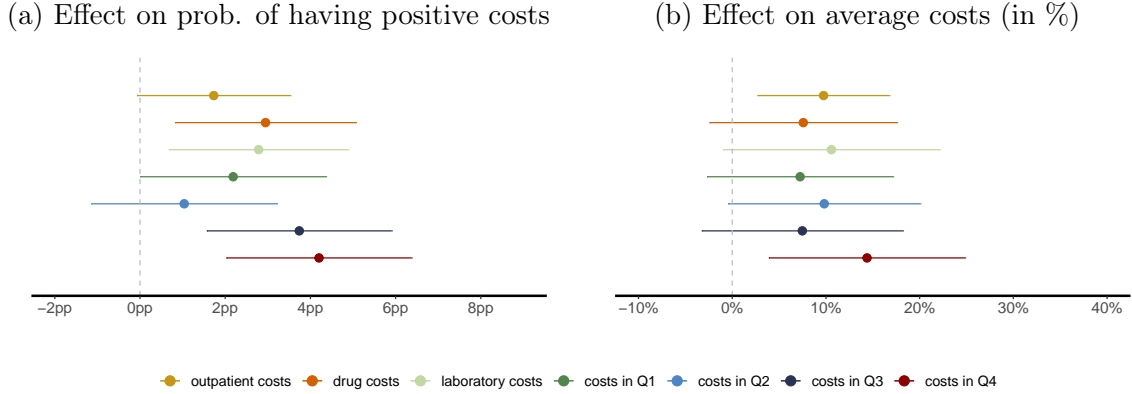 (a) Effect on prob. of having positive costs
(b) Effect on average costs (in %)
−2pp 0pp 2pp 4pp 6pp 8pp
−10% 0% 10% 20% 30% 40%
outpatient costs drug costs laboratory costs costs in Q1 costs in Q2 costs in Q3 costs in Q4